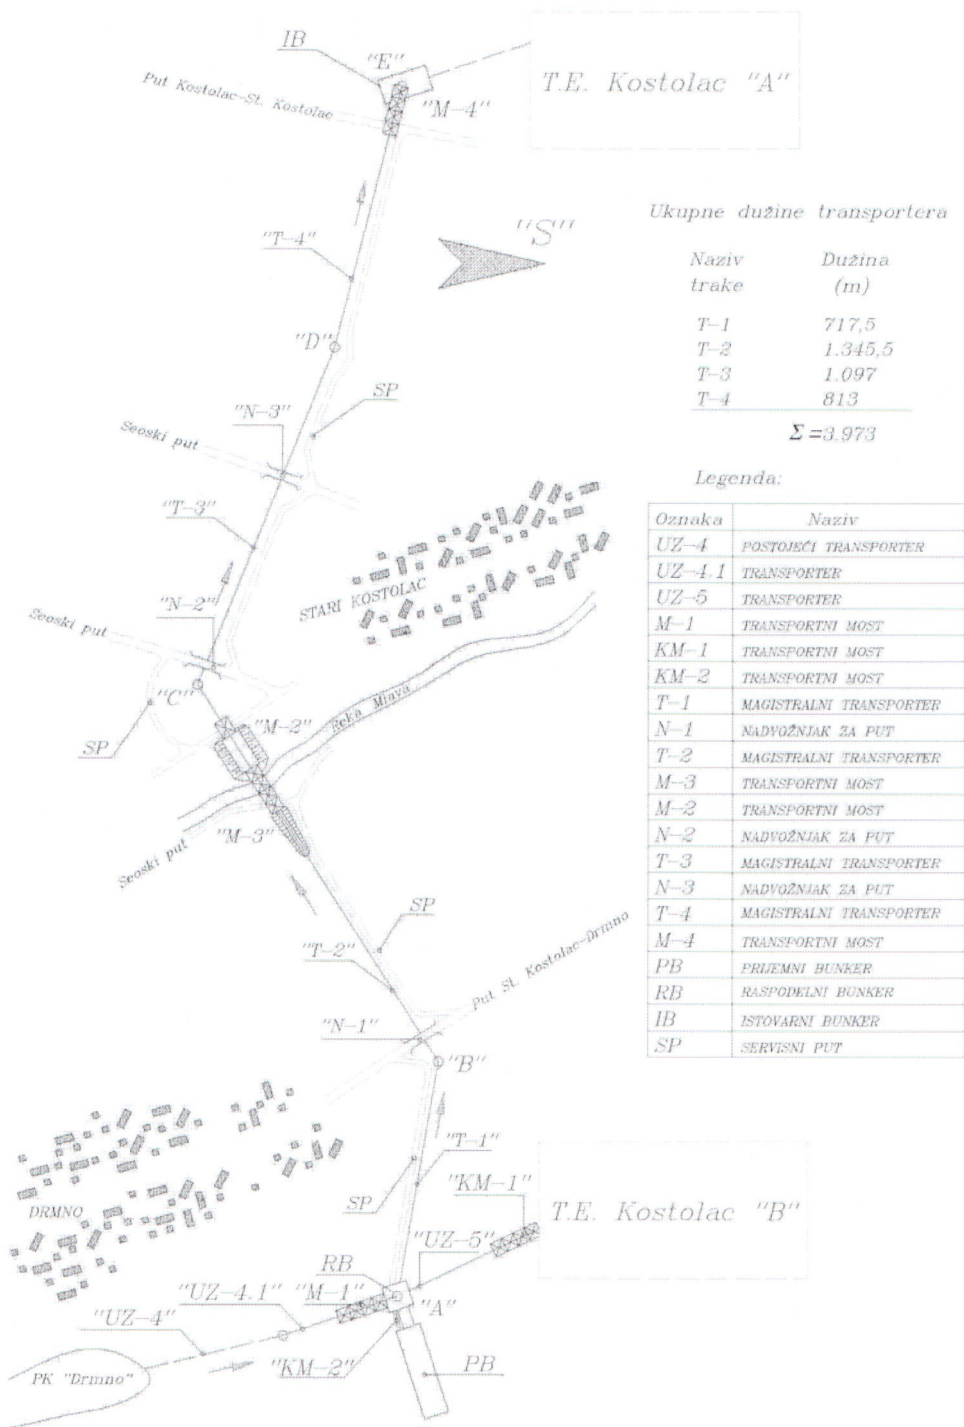 IB
"E"
T.E. Kostolac "A"
Put Kostolac-St. Kostolac
"M-4"
"T-4"
"S"
Ukupne dužine transportera
Naziv trake Dužina (m)
T-1 717,5
T-2 1.345,5
T-3 1.097
T-4 813
Σ=3.973
"D"
SP
"N-3"
Seoski put
"T-3"
STARI KOSTOLAC
"N-2"
Seoski put
"C"
SP
"M-2"
Reka Mlava
"M-3"
Seoski put
SP
"T-2"
Put St. Kostolac-Drmno
"N-1"
"B"
Legenda:
Oznaka Naziv
UZ-4 POSTOJEĆI TRANSPORTER
UZ-4.1 TRANSPORTER
UZ-5 TRANSPORTER
M-1 TRANSPORTNI MOST
KM-1 TRANSPORTNI MOST
KM-2 TRANSPORTNI MOST
T-1 MAGISTRALNI TRANSPORTER
N-1 NADVOŽNJAK ZA PUT
T-2 MAGISTRALNI TRANSPORTER
M-3 TRANSPORTNI MOST
M-2 TRANSPORTNI MOST
N-2 NADVOŽNJAK ZA PUT
T-3 MAGISTRALNI TRANSPORTER
N-3 NADVOŽNJAK ZA PUT
T-4 MAGISTRALNI TRANSPORTER
M-4 TRANSPORTNI MOST
PB PRIJEMNI BUNKER
RB RASPODELNI BUNKER
IB ISTOVARNI BUNKER
SP SERVISNI PUT
"T-1"
"KM-1"
DRMNO
SP
T.E. Kostolac "B"
"UZ-5"
RB
"M-1"
"A"
"UZ-4.1"
"UZ-4"
"KM-2"
PB
PK "Drmno"